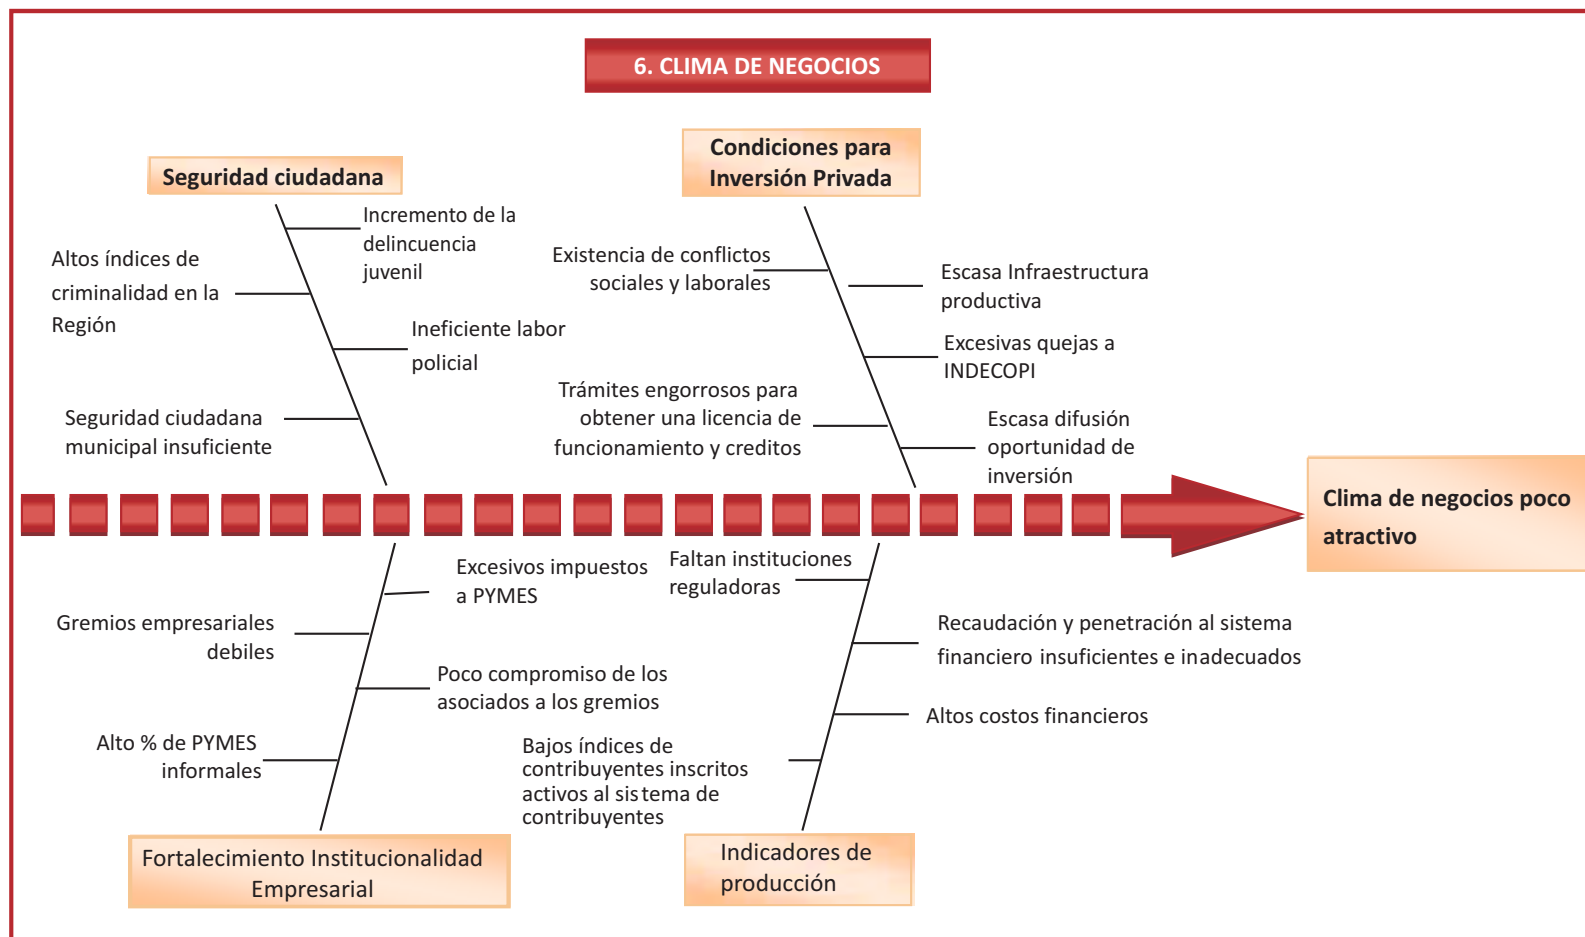 6. CLIMA DE NEGOCIOS
Seguridad ciudadana
Incremento de la
delincuencia
juvenil
Altos índices de
criminalidad en la
Región
Ineficiente labor
policial
Seguridad ciudadana
municipal insuficiente
Condiciones para
Inversión Privada
Existencia de conflictos
sociales y laborales
Escasa Infraestructura
productiva
Excesivas quejas a
INDECOPI
Trámites engorrosos para
obtener una licencia de
funcionamiento y creditos
Escasa difusión
oportunidad de
inversión
Clima de negocios poco
atractivo
Excesivos impuestos
a PYMES
Gremios empresariales
debiles
Poco compromiso de los
asociados a los gremios
Alto % de PYMES
informales
Fortalecimiento Institucionalidad
Empresarial
Faltan instituciones
reguladoras
Recaudación y penetración al sistema
financiero insuficientes e inadecuados
Altos costos financieros
Bajos índices de
contribuyentes inscritos
activos al sis tema de
contribuyentes
Indicadores de
producción